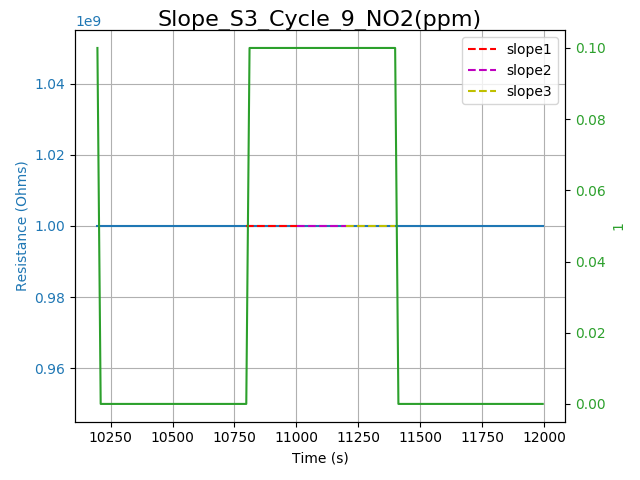 Slope_S3_Cycle_9_NO2(ppm)
1e9
slope1
slope2
slope3
1.04
1.02
1.00
0.98
0.96
Resistance (Ohms)
0.10
0.08
0.06
0.04
0.02
0.00
1
10250 10500 10750 11000 11250 11500 11750 12000
Time (s)